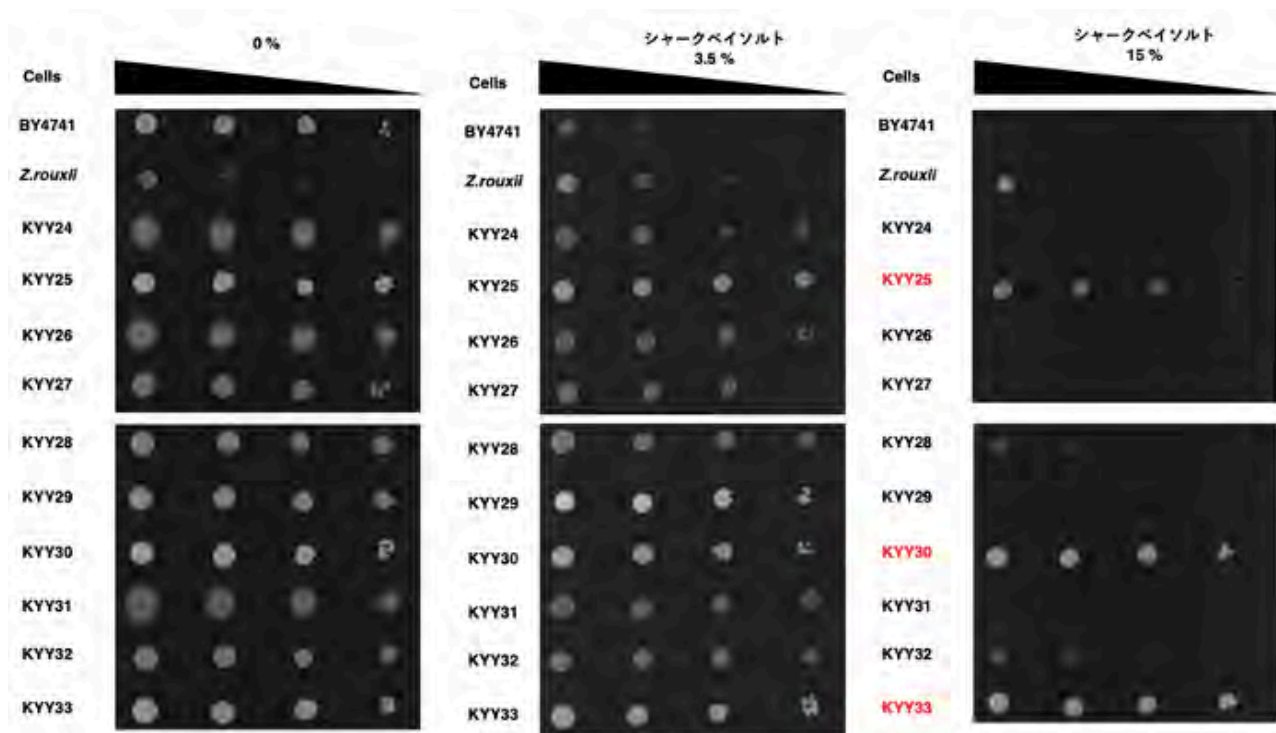 0 %
Cells
BY4741
Z.rouxii
KYY24
KYY25
KYY26
KYY27
KYY28
KYY29
KYY30
KYY31
KYY32
KYY33
シャークベイソルト
3.5 %
Cells
BY4741
Z.rouxii
KYY24
KYY25
KYY26
KYY27
KYY28
KYY29
KYY30
KYY31
KYY32
KYY33
シャークベイソルト
15 %
Cells
BY4741
Z.rouxii
KYY24
KYY25
KYY26
KYY27
KYY28
KYY29
KYY30
KYY31
KYY32
KYY33